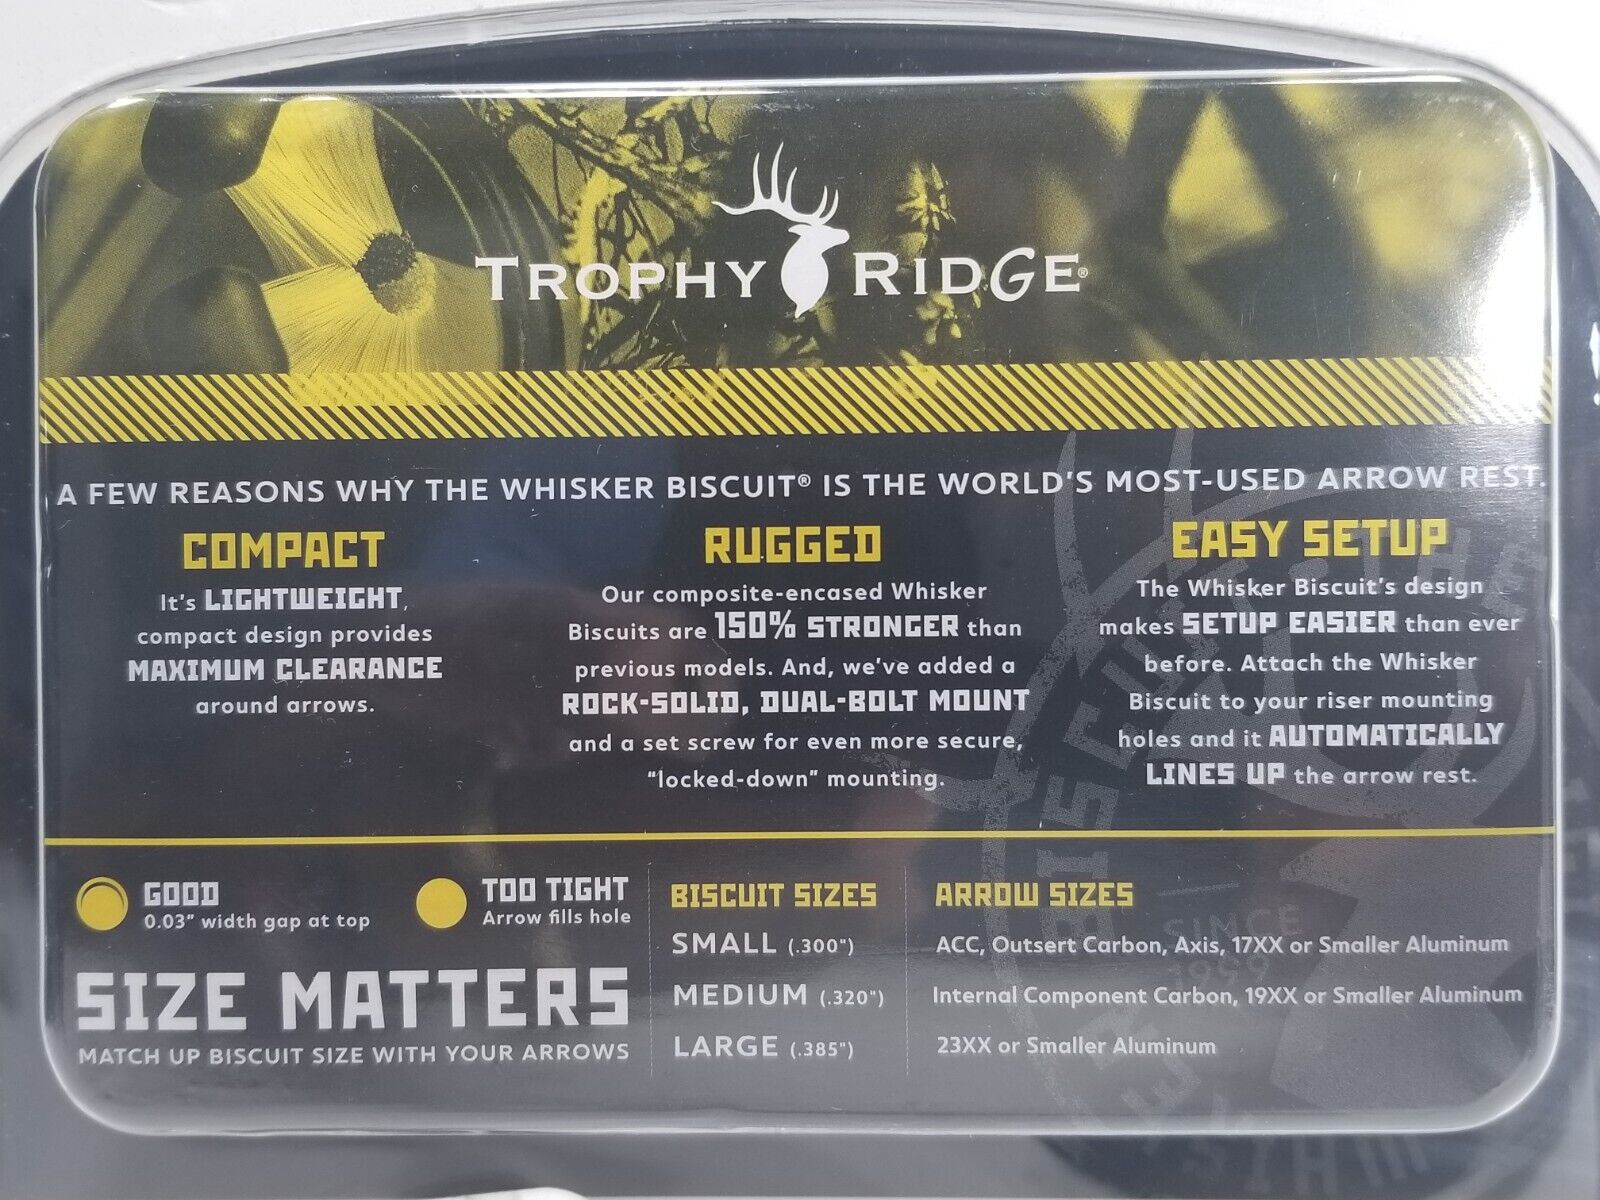 TROPHY RIDGE®
A FEW REASONS WHY THE WHISKER BISCUIT® IS THE WORLD'S MOST-USED ARROW REST.
COMPACT
It's LIGHTWEIGHT,
compact design provides
MAXIMUM CLEARANCE
around arrows.
RUGGED
Our composite-encased Whisker
Biscuits are 150% STRONGER than
previous models. And, we've added a
ROCK-SOLID, DUAL-BOLT MOUNT
and a set screw for even more secure,
"locked-down" mounting.
EASY SETUP
The Whisker Biscuit's design
makes SETUP EASIER than ever
before. Attach the Whisker
Biscuit to your riser mounting
holes and it AUTOMATICALLY
LINES UP the arrow rest.
GOOD
0.03" width gap at top
TOO TIGHT
Arrow fills hole
SIZE MATTERS
MATCH UP BISCUIT SIZE WITH YOUR ARROWS
BISCUIT SIZES
SMALL (.300")
MEDIUM (.320")
LARGE (.385")
ARROW SIZES
ACC, Outsert Carbon, Axis, 17XX or Smaller Aluminum
Internal Component Carbon, 19XX or Smaller Aluminum
23XX or Smaller Aluminum
SINCE